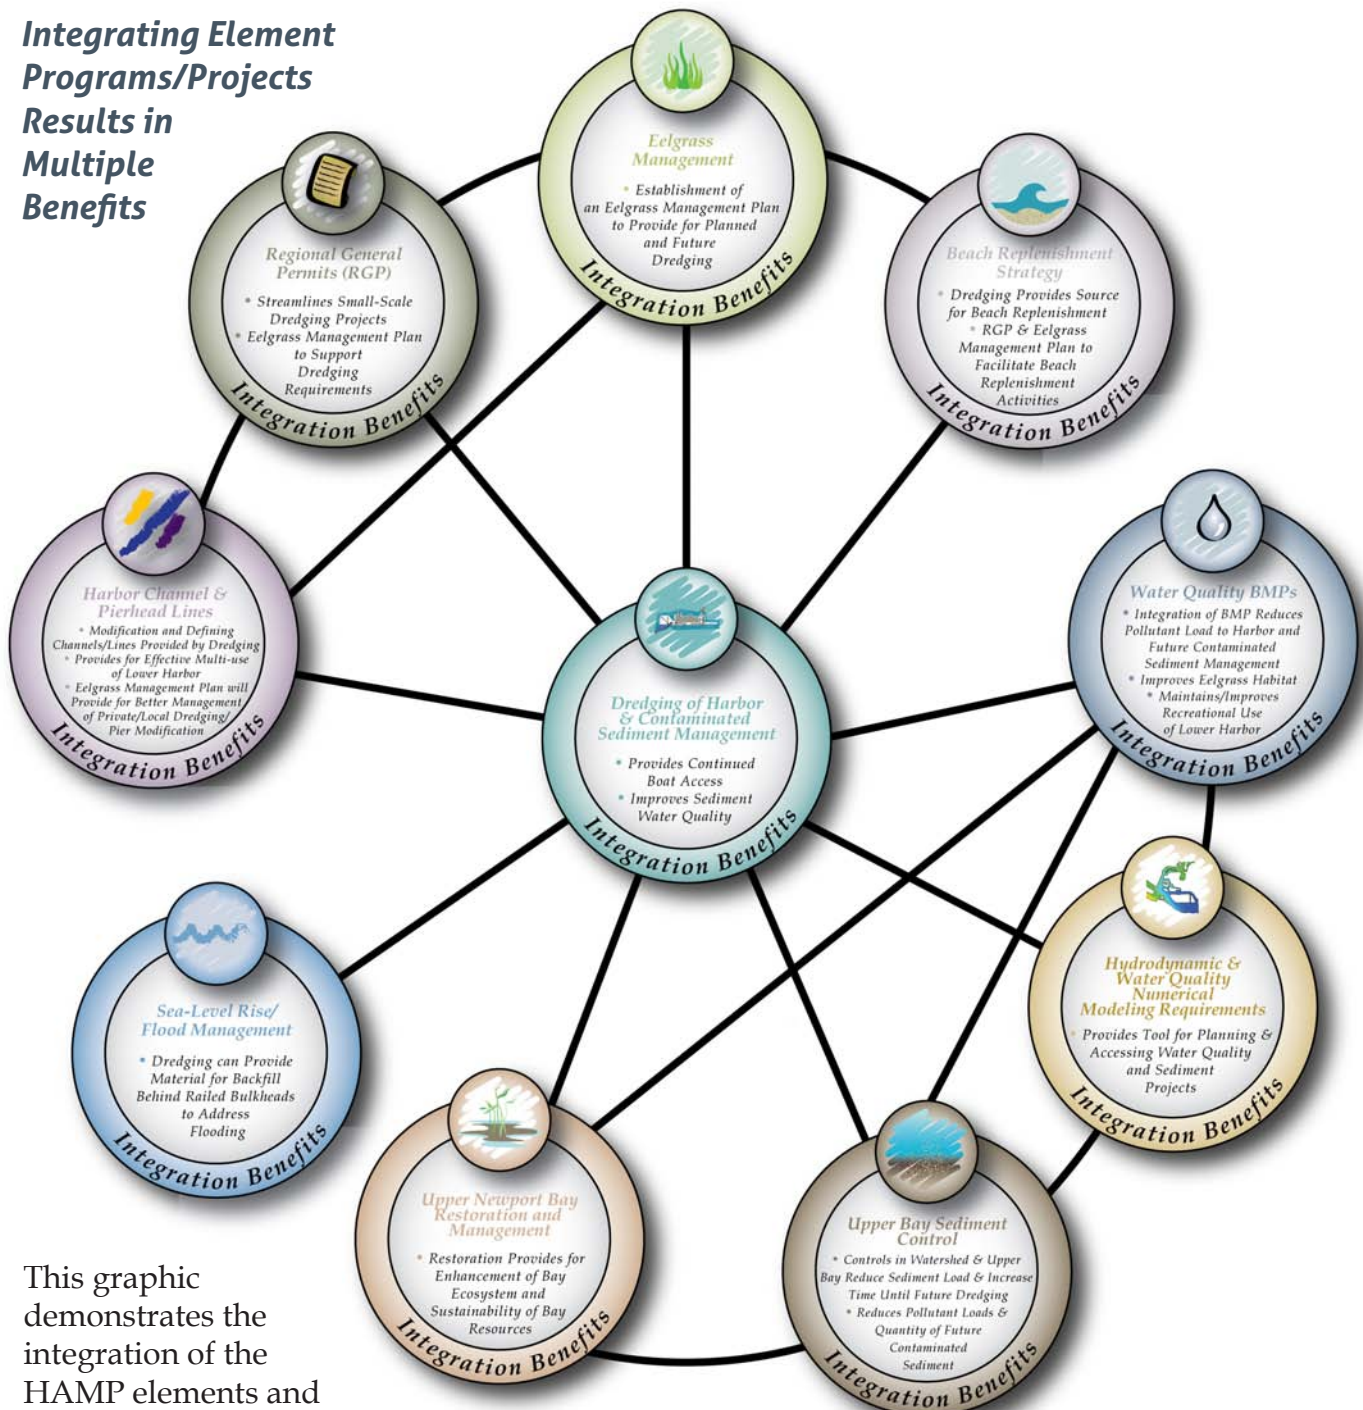 Integrating Element
Programs/Projects
Results in
Multiple
Benefits
Eelgrass
Management
• Establishment of
an Eelgrass Management Plan
to Provide for Planned
and Future
Dredging
Integration Benefits
Regional General
Permits (RGP)
• Streamlines Small-Scale
Dredging Projects
• Eelgrass Management Plan
to Support
Dredging
Requirements
Integration Benefits
Beach Replenishment
Strategy
• Dredging Provides Source
for Beach Replenishment
• RGP & Eelgrass
Management Plan to
Facilitate Beach
Replenishment
Activities
Integration Benefits
Harbor Channel &
Pierhead Lines
• Modification and Defining
Channels/Lines Provided by Dredging
• Provides for Effective Multi-use
of Lower Harbor
• Eelgrass Management Plan will
Provide for Better Management
of Private/Local Dredging/
Pier Modification
Integration Benefits
Water Quality BMPs
• Integration of BMP Reduces
Pollutant Load to Harbor and
Future Contaminated
Sediment Management
• Improves Eelgrass Habitat
• Maintains/Improves
Recreational Use
of Lower Harbor
Integration Benefits
Dredging of Harbor
& Contaminated
Sediment Management
• Provides Continued
Boat Access
• Improves Sediment
Water Quality
Integration Benefits
Hydrodynamic &
Water Quality
Numerical
Modeling Requirements
• Provides Tool for Planning &
Accessing Water Quality
and Sediment
Projects
Integration Benefits
Sea-Level Rise/
Flood Management
• Dredging can Provide
Material for Backfill
Behind Railed Bulkheads
to Address
Flooding
Integration Benefits
Upper Newport Bay
Restoration and
Management
• Restoration Provides for
Enhancement of Bay
Ecosystem and
Sustainability of Bay
Resources
Integration Benefits
Upper Bay Sediment
Control
• Controls in Watershed & Upper
Bay Reduce Sediment Load & Increase
Time Until Future Dredging
• Reduces Pollutant Loads &
Quantity of Future
Contaminated
Sediment
Integration Benefits
This graphic
demonstrates the
integration of the
HAMP elements and